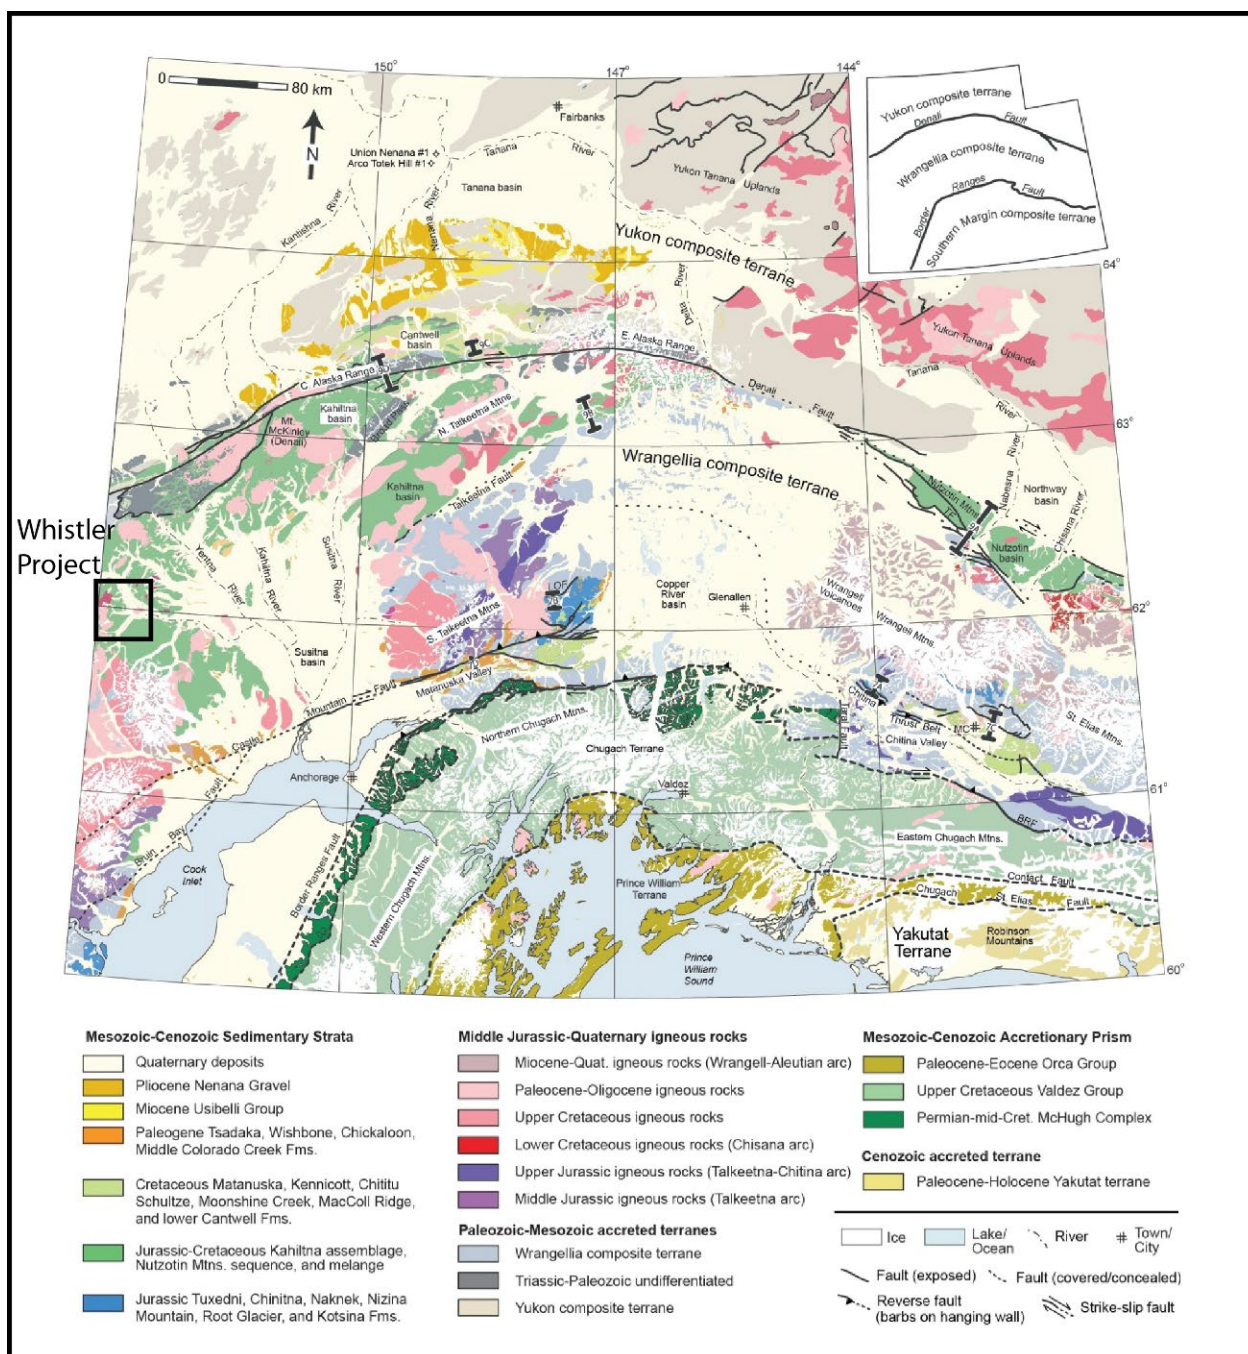 150°
147°
144°
0 80 km
N
Fairbanks
Union Nenana #1
Arco Totek Hill #1
Tanana
River
Tanana basin
Kantishna River
Nenana River
Yukon Tanana Uplands
Yukon composite terrane
Denali Fault
Wrangellia composite terrane
Border Ranges Fault
Southern Margin composite terrane
64°
Yukon composite terrane
Delta River
Yukon Tanana Uplands
Tanana
River
Cantwell
basin
9C
E. Alaska Range
C. Alaska Range
9D
Denali
Fault
Kahiltna
basin
Broad Pass
N. Talkeetna Mtns.
9B
Mt.
McKinley
(Denali)
63°
Wrangellia composite terrane
Kahiltna
basin
Talkeetna Fault
Nutzotin Mtns.
TF
9A
Nabesna River
Northway
basin
Chisana River
Nutzotin
basin
Whistler
Project
Yentna
River
Kahiltna River
Susitna River
LOF
Copper
River
basin
Glenallen
Wrangell
Volcanoes
62°
S. Talkeetna Mtns.
Wrangell Mtns.
Susitna
basin
Matanuska Valley
Castle Mountain Fault
Northern Chugach Mtns.
Chugach Terrane
Chitina
Thrust Belt
MC
7C
Taral Fault
Chitina Valley
St. Elias Mtns.
Anchorage
Valdez
61°
BRF
Bruin Bay Fault
Cook
Inlet
Border Ranges Fault
Western Chugach Mtns.
Eastern Chugach Mtns.
Contact Fault
Prince William
Terrane
Chugach St. Elias Fault
Yakutat
Terrane
Robinson
Mountains
Prince
William
Sound
60°
Mesozoic-Cenozoic Sedimentary Strata
Quaternary deposits
Pliocene Nenana Gravel
Miocene Usibelli Group
Paleogene Tsadaka, Wishbone, Chickaloon,
Middle Colorado Creek Fms.
Cretaceous Matanuska, Kennicott, Chititu
Schultze, Moonshine Creek, MacColl Ridge,
and lower Cantwell Fms.
Jurassic-Cretaceous Kahiltna assemblage,
Nutzotin Mtns. sequence, and melange
Jurassic Tuxedni, Chinitna, Naknek, Nizina
Mountain, Root Glacier, and Kotsina Fms.
Middle Jurassic-Quaternary igneous rocks
Miocene-Quat. igneous rocks (Wrangell-Aleutian arc)
Paleocene-Oligocene igneous rocks
Upper Cretaceous igneous rocks
Lower Cretaceous igneous rocks (Chisana arc)
Upper Jurassic igneous rocks (Talkeetna-Chitina arc)
Middle Jurassic igneous rocks (Talkeetna arc)
Paleozoic-Mesozoic accreted terranes
Wrangellia composite terrane
Triassic-Paleozoic undifferentiated
Yukon composite terrane
Mesozoic-Cenozoic Accretionary Prism
Paleocene-Eocene Orca Group
Upper Cretaceous Valdez Group
Permian-mid-Cret. McHugh Complex
Cenozoic accreted terrane
Paleocene-Holocene Yakutat terrane
Ice
Lake/
Ocean
River
Town/
City
Fault (exposed)
Fault (covered/concealed)
Reverse fault
(barbs on hanging wall)
Strike-slip fault